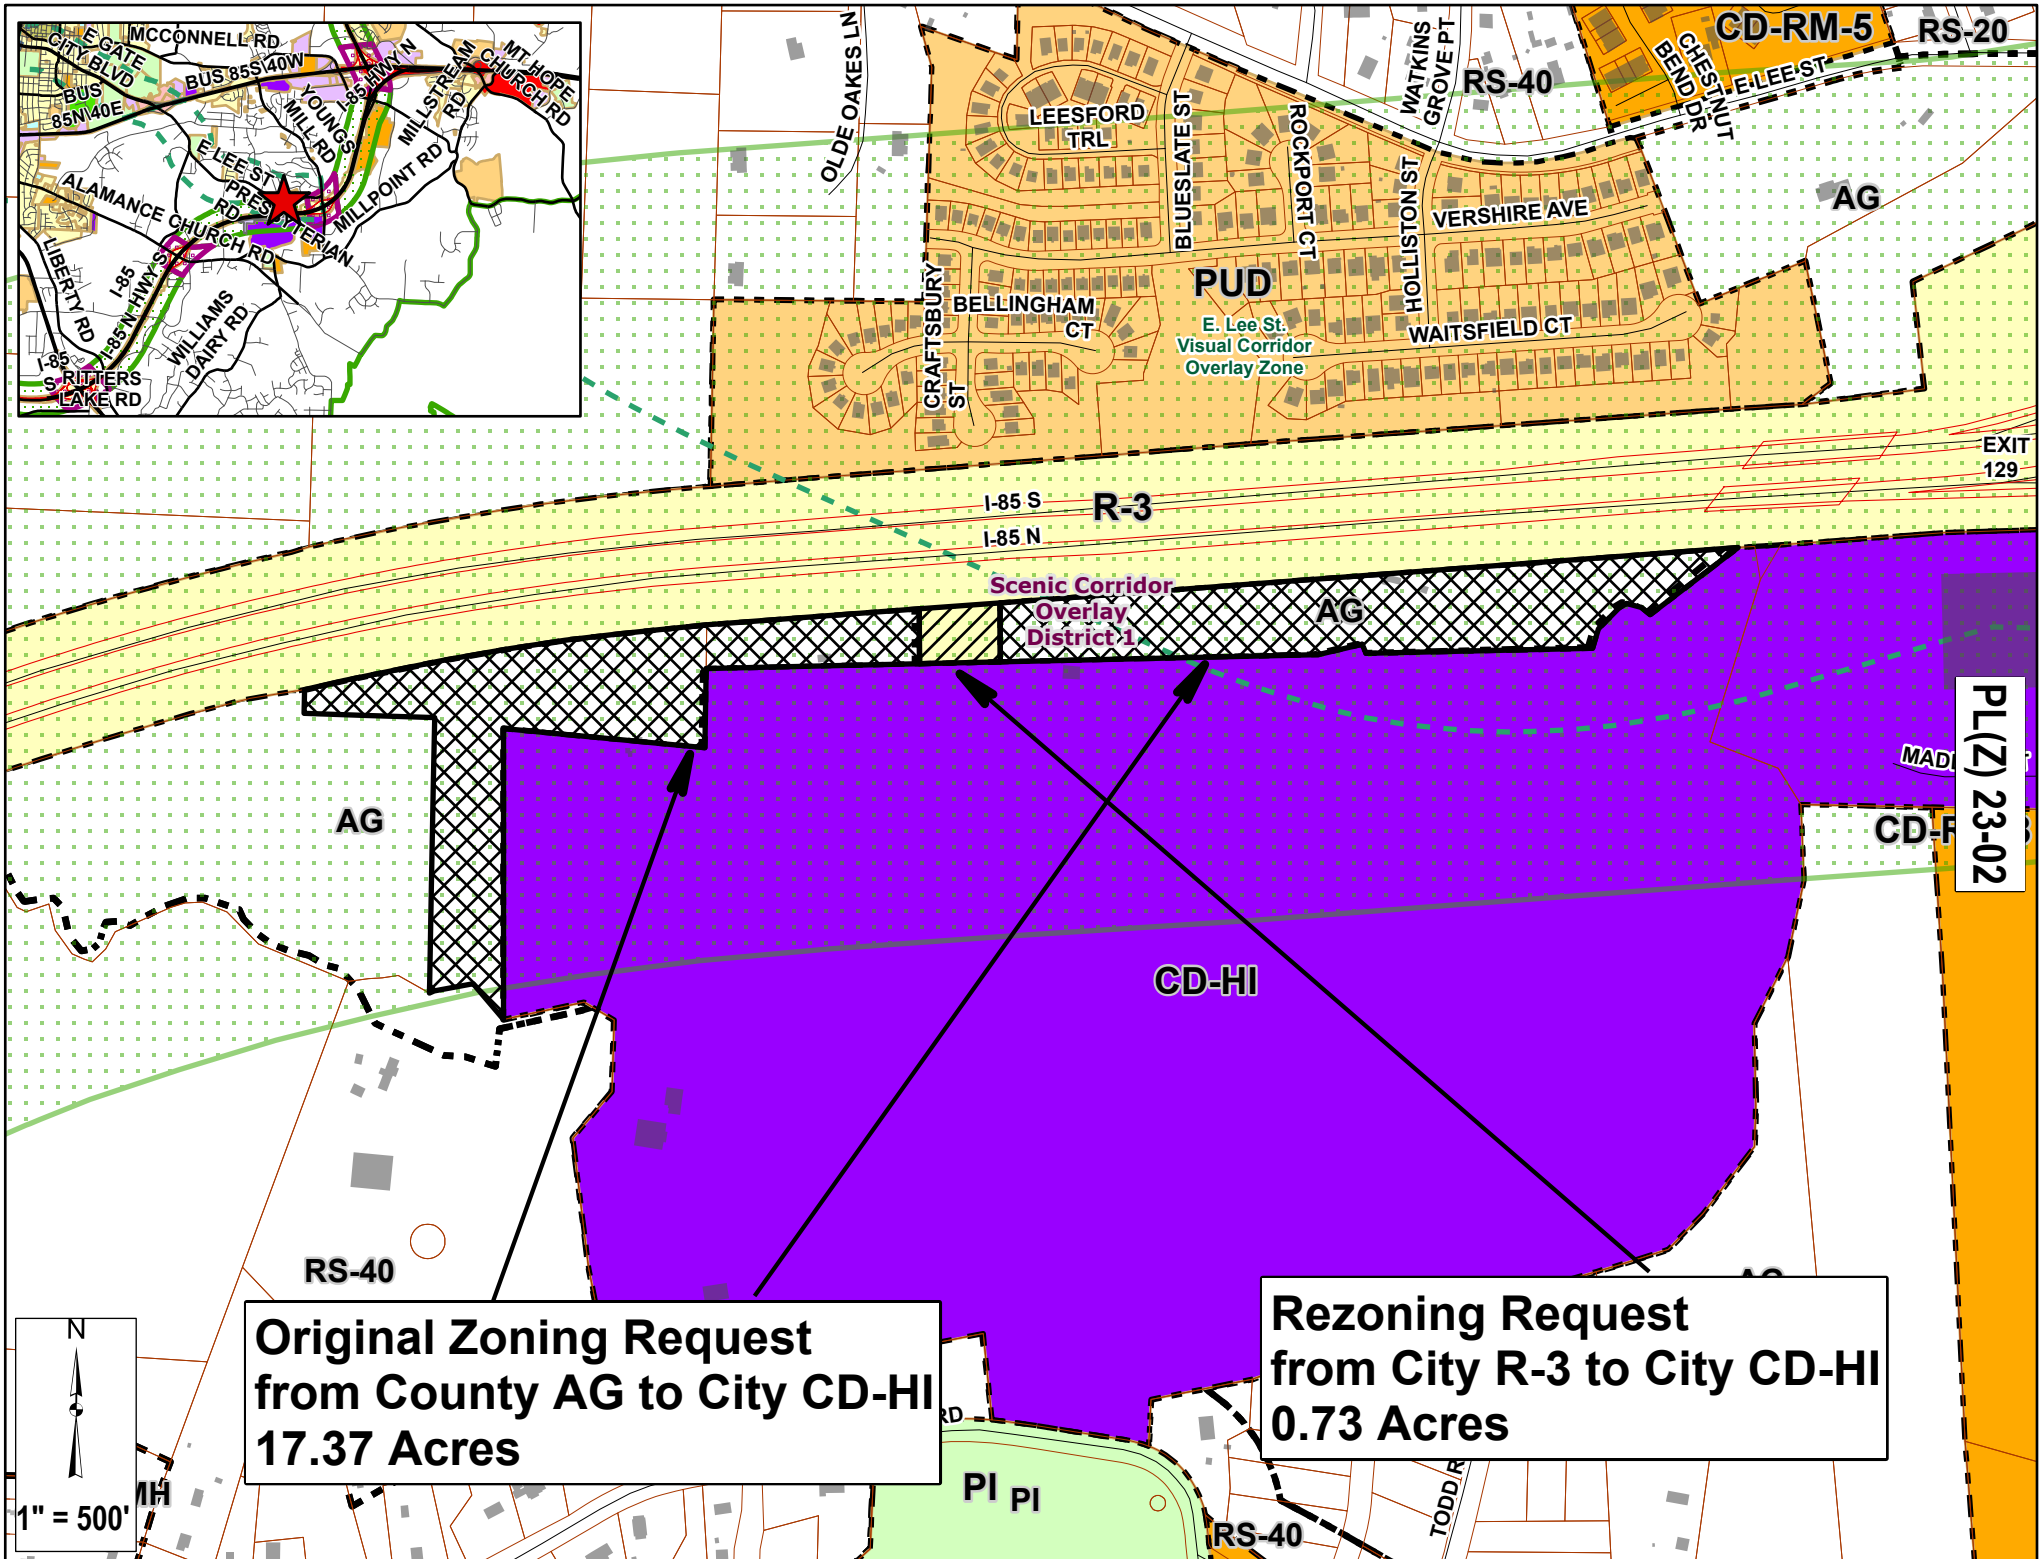 MCCONNELL RD
E GATE
CITY BLVD
BUS 85S\40W
BUS
85N\40E
I-85 HWY N
MILLSTREAM
RD
MT HOPE
CHURCH RD
YOUNGS
MILL RD
E LEE ST
PRESBYTERIAN
RD
MILLPOINT RD
ALAMANCE CHURCH RD
LIBERTY RD
I-85
I-85 N HWY S
WILLIAMS
DAIRY RD
I-85
S
RITTERS
LAKE RD
OLDE OAKES LN
LEESFORD
TRL
BLUESLATE ST
ROCKPORT CT
WATKINS
GROVE PT
RS-40
CD-RM-5
RS-20
CHESTNUT
BEND DR
E LEE ST
HOLLISTON ST
VERSHIRE AVE
AG
PUD
CRAFTSBURY
ST
BELLINGHAM
CT
E. Lee St.
Visual Corridor
Overlay Zone
WAITSFIELD CT
EXIT
129
I-85 S
R-3
I-85 N
Scenic Corridor
Overlay
District 1
AG
AG
PL(Z) 23-02
CD-HI
RS-40
Original Zoning Request
from County AG to City CD-HI
17.37 Acres
Rezoning Request
from City R-3 to City CD-HI
0.73 Acres
N
1" = 500'
MH
RD
PI
PI
RS-40
TODD R